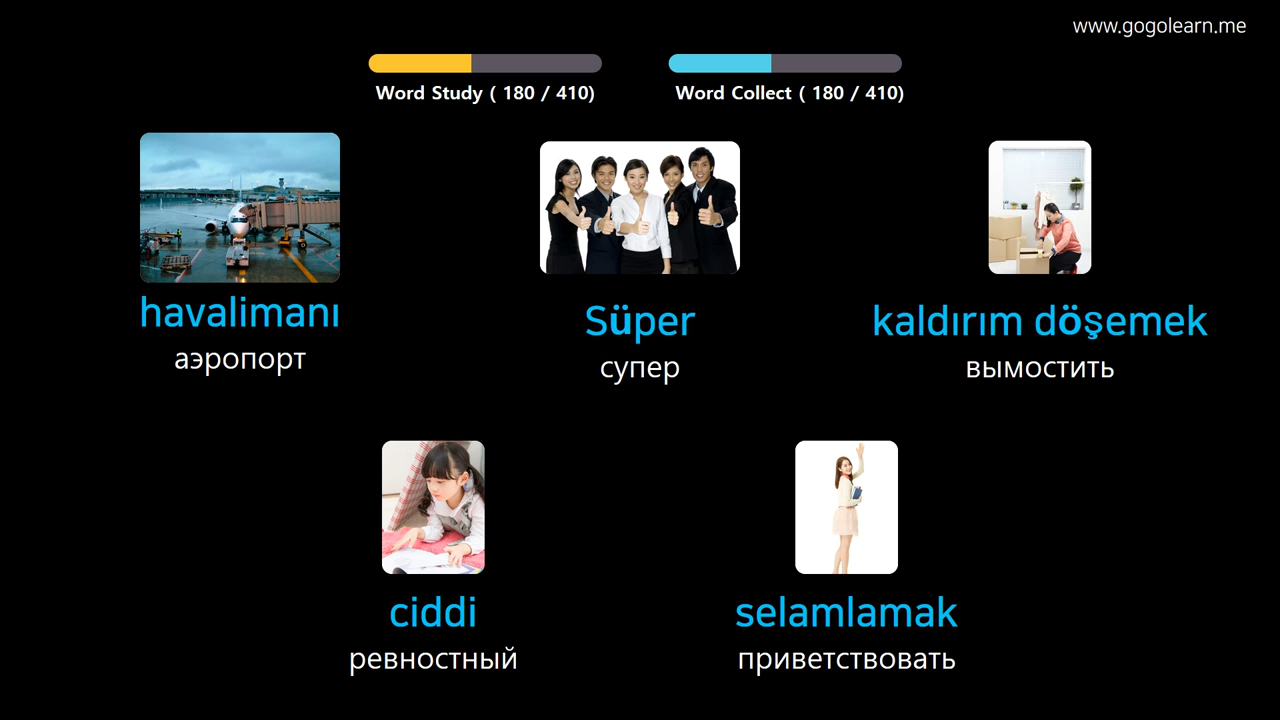 www.gogolearn.me
Word Study ( 180 / 410)
Word Collect ( 180 / 410)
havalimanı
аэропорт
Süper
супер
kaldırım döşemek
вымостить
ciddi
ревностный
selamlamak
приветствовать